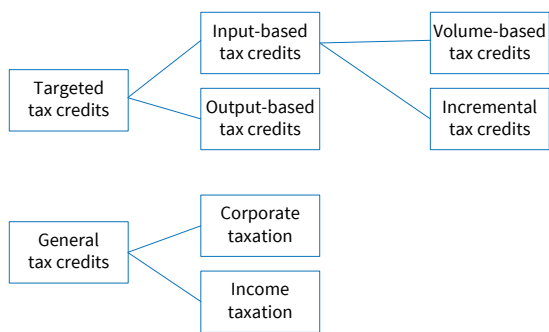 Input-based
tax credits
Volume-based
tax credits
Targeted
tax credits
Output-based
tax credits
Incremental
tax credits
Corporate
taxation
General
tax credits
Income
taxation